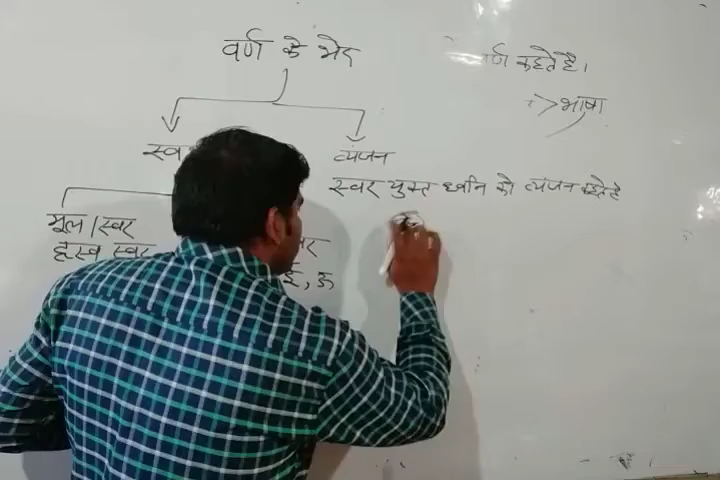 वर्ण के भेद
र्ण कहते है।
-> भाषा
स्व
व्यंजन
स्वर युक्त ध्वनि को व्यंजन कहते है
मूल / स्वर
ह्रस्व स्वर
वर
ई, ऊ